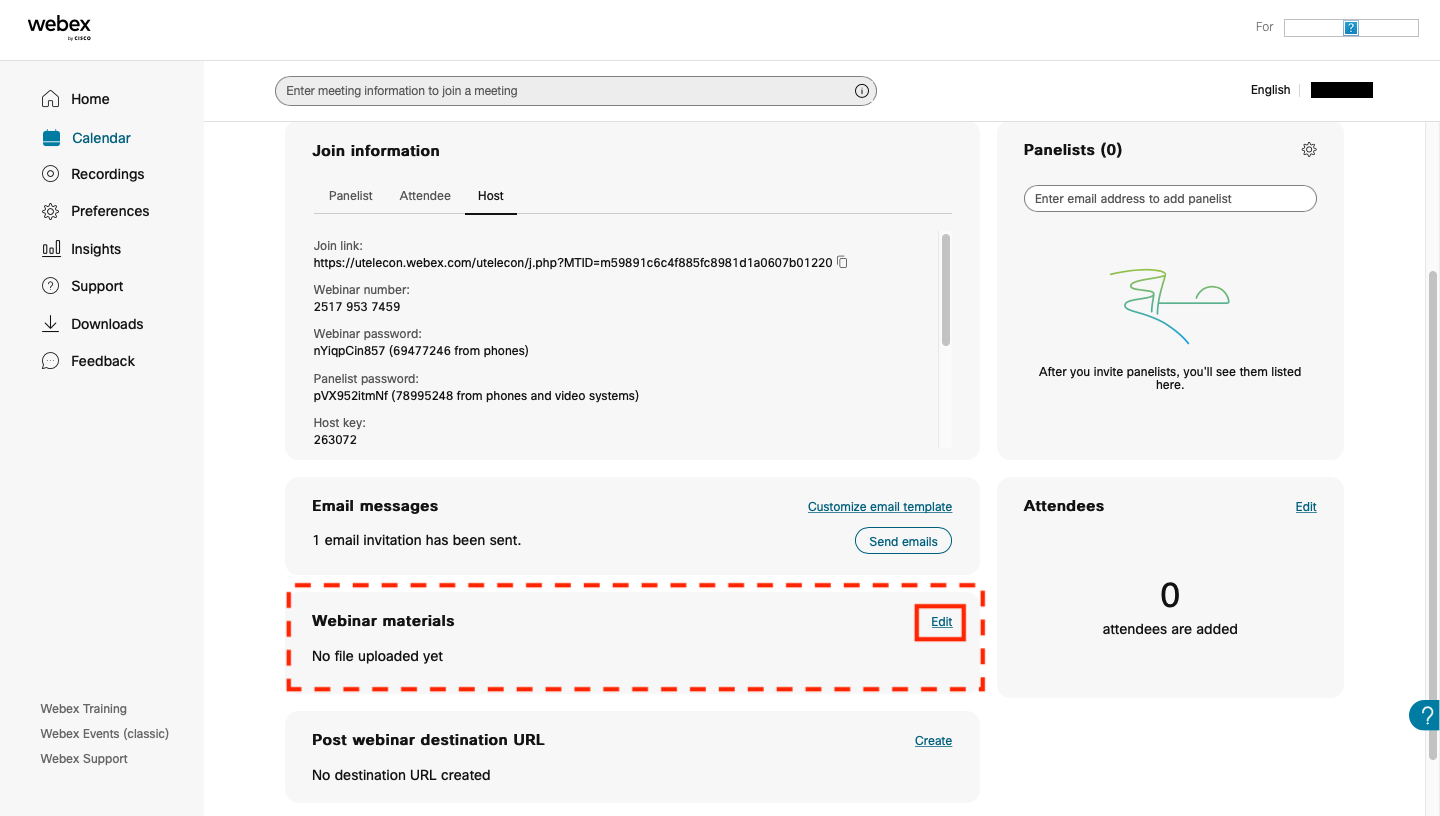 webex
by CISCO
For
?
Home
Calendar
Recordings
Preferences
Insights
Support
Downloads
Feedback
Webex Training
Webex Events (classic)
Webex Support
Enter meeting information to join a meeting
English
Join information
Panelist Attendee Host
Join link:
https://utelecon.webex.com/utelecon/j.php?MTID=m59891c6c4f885fc8981d1a0607b01220
Webinar number:
2517 953 7459
Webinar password:
nYiqpCin857 (69477246 from phones)
Panelist password:
pVX952itmNf (78995248 from phones and video systems)
Host key:
263072
Panelists (0)
Enter email address to add panelist
After you invite panelists, you'll see them listed
here.
Email messages
Customize email template
1 email invitation has been sent.
Send emails
Attendees
Edit
0
attendees are added
Webinar materials
Edit
No file uploaded yet
Post webinar destination URL
Create
No destination URL created
?